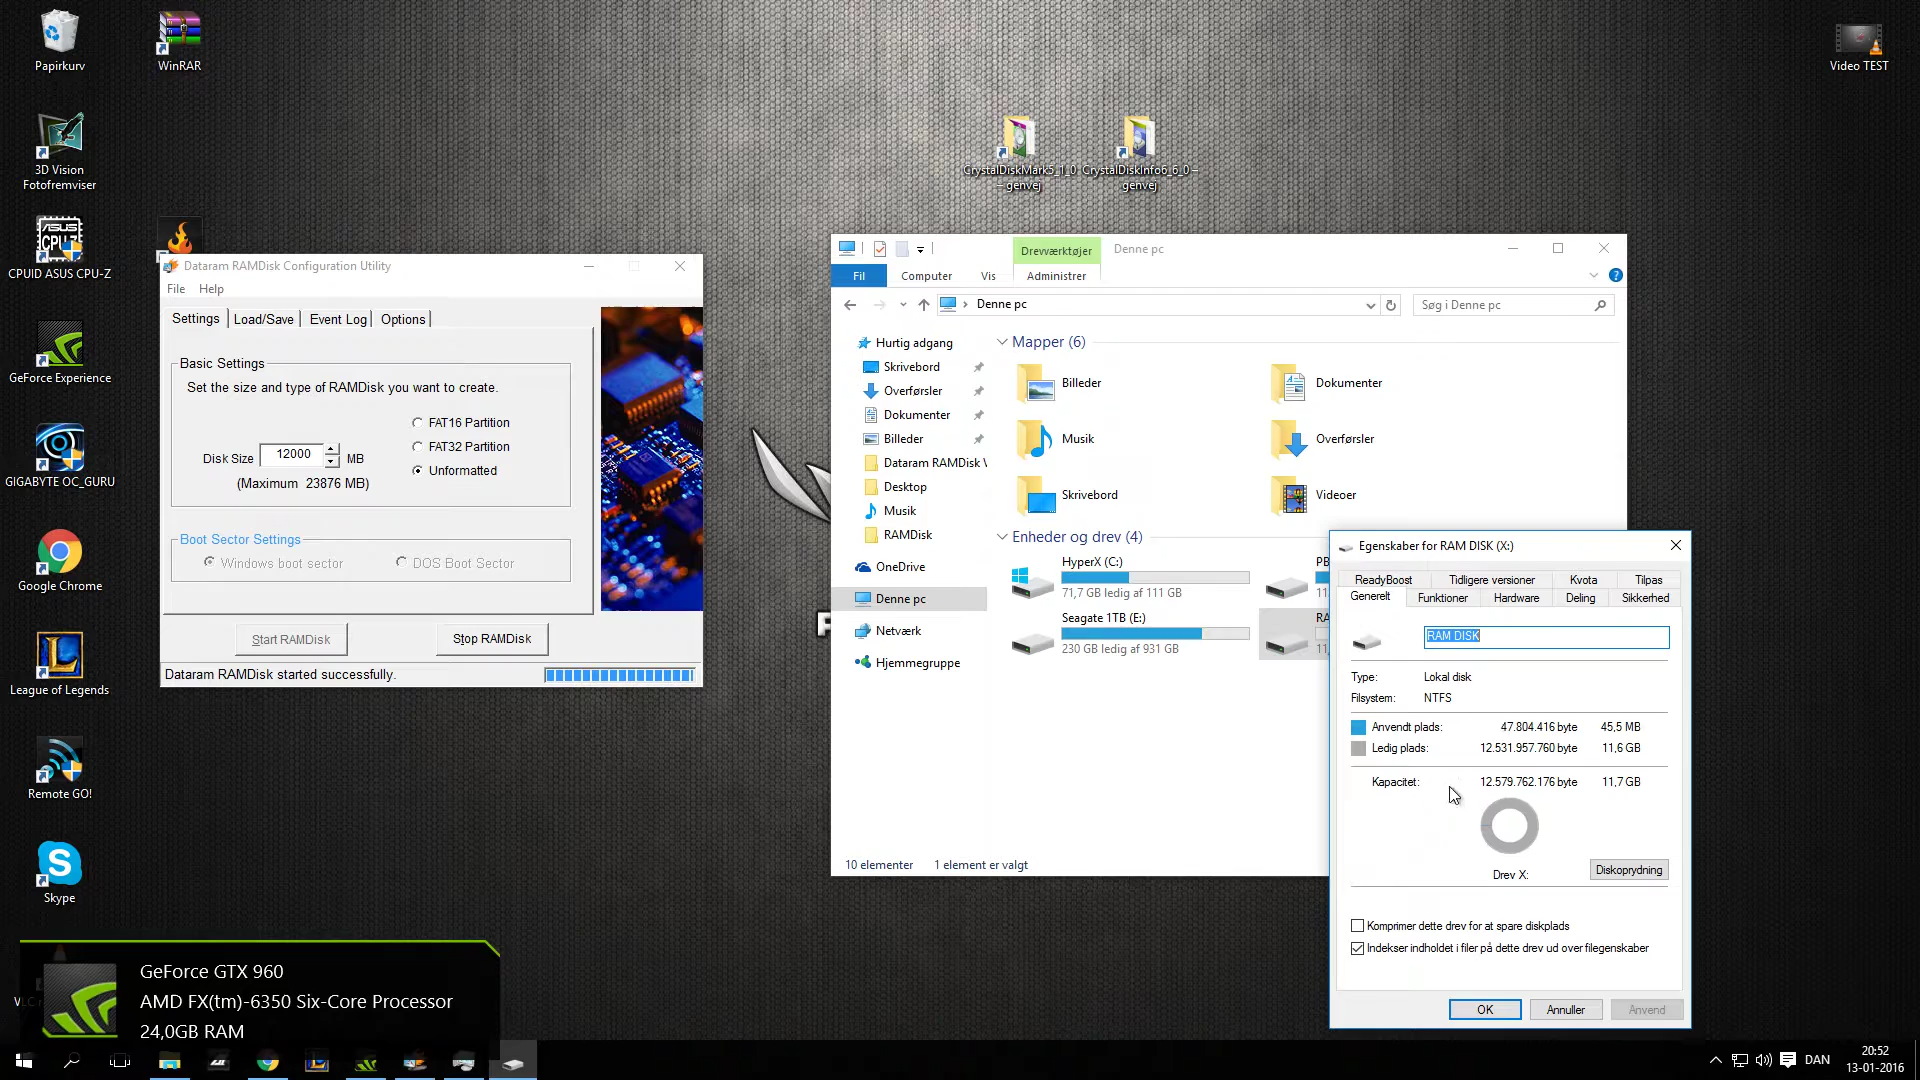 Papirkurv
WinRAR
Video TEST
3D Vision
Fotofremviser
CPUID ASUS CPU-Z
GeForce Experience
GIGABYTE OC_GURU
Google Chrome
League of Legends
Remote GO!
Skype
CrystalDiskMark5_1_0
– genvej
CrystalDiskInfo6_6_0 –
genvej
Dataram RAMDisk Configuration Utility
File Help
Settings Load/Save Event Log Options
Basic Settings
Set the size and type of RAMDisk you want to create.
FAT16 Partition
FAT32 Partition
Disk Size 12000 MB
Unformatted
(Maximum 23876 MB)
Boot Sector Settings
Windows boot sector DOS Boot Sector
Start RAMDisk Stop RAMDisk
Dataram RAMDisk started successfully.
Drevværktøjer Denne pc
Fil Computer Vis Administrer
Denne pc
Søg i Denne pc
Hurtig adgang
Skrivebord
Overførsler
Dokumenter
Billeder
Dataram RAMDisk V
Desktop
Musik
RAMDisk
OneDrive
Denne pc
Netværk
Hjemmegruppe
Mapper (6)
Billeder
Dokumenter
Musik
Overførsler
Skrivebord
Videoer
Enheder og drev (4)
HyperX (C:)
71,7 GB ledig af 111 GB
PB
11
Seagate 1TB (E:)
230 GB ledig af 931 GB
RA
11,
10 elementer 1 element er valgt
Egenskaber for RAM DISK (X:)
ReadyBoost Tidligere versioner Kvota Tilpas
Generelt Funktioner Hardware Deling Sikkerhed
RAM DISK
Type: Lokal disk
Filsystem: NTFS
Anvendt plads: 47.804.416 byte 45,5 MB
Ledig plads: 12.531.957.760 byte 11,6 GB
Kapacitet: 12.579.762.176 byte 11,7 GB
Drev X:
Diskoprydning
Komprimer dette drev for at spare diskplads
Indekser indholdet i filer på dette drev ud over filegenskaber
OK Annuller Anvend
GeForce GTX 960
AMD FX(tm)-6350 Six-Core Processor
24,0GB RAM
DAN
20:52
13-01-2016